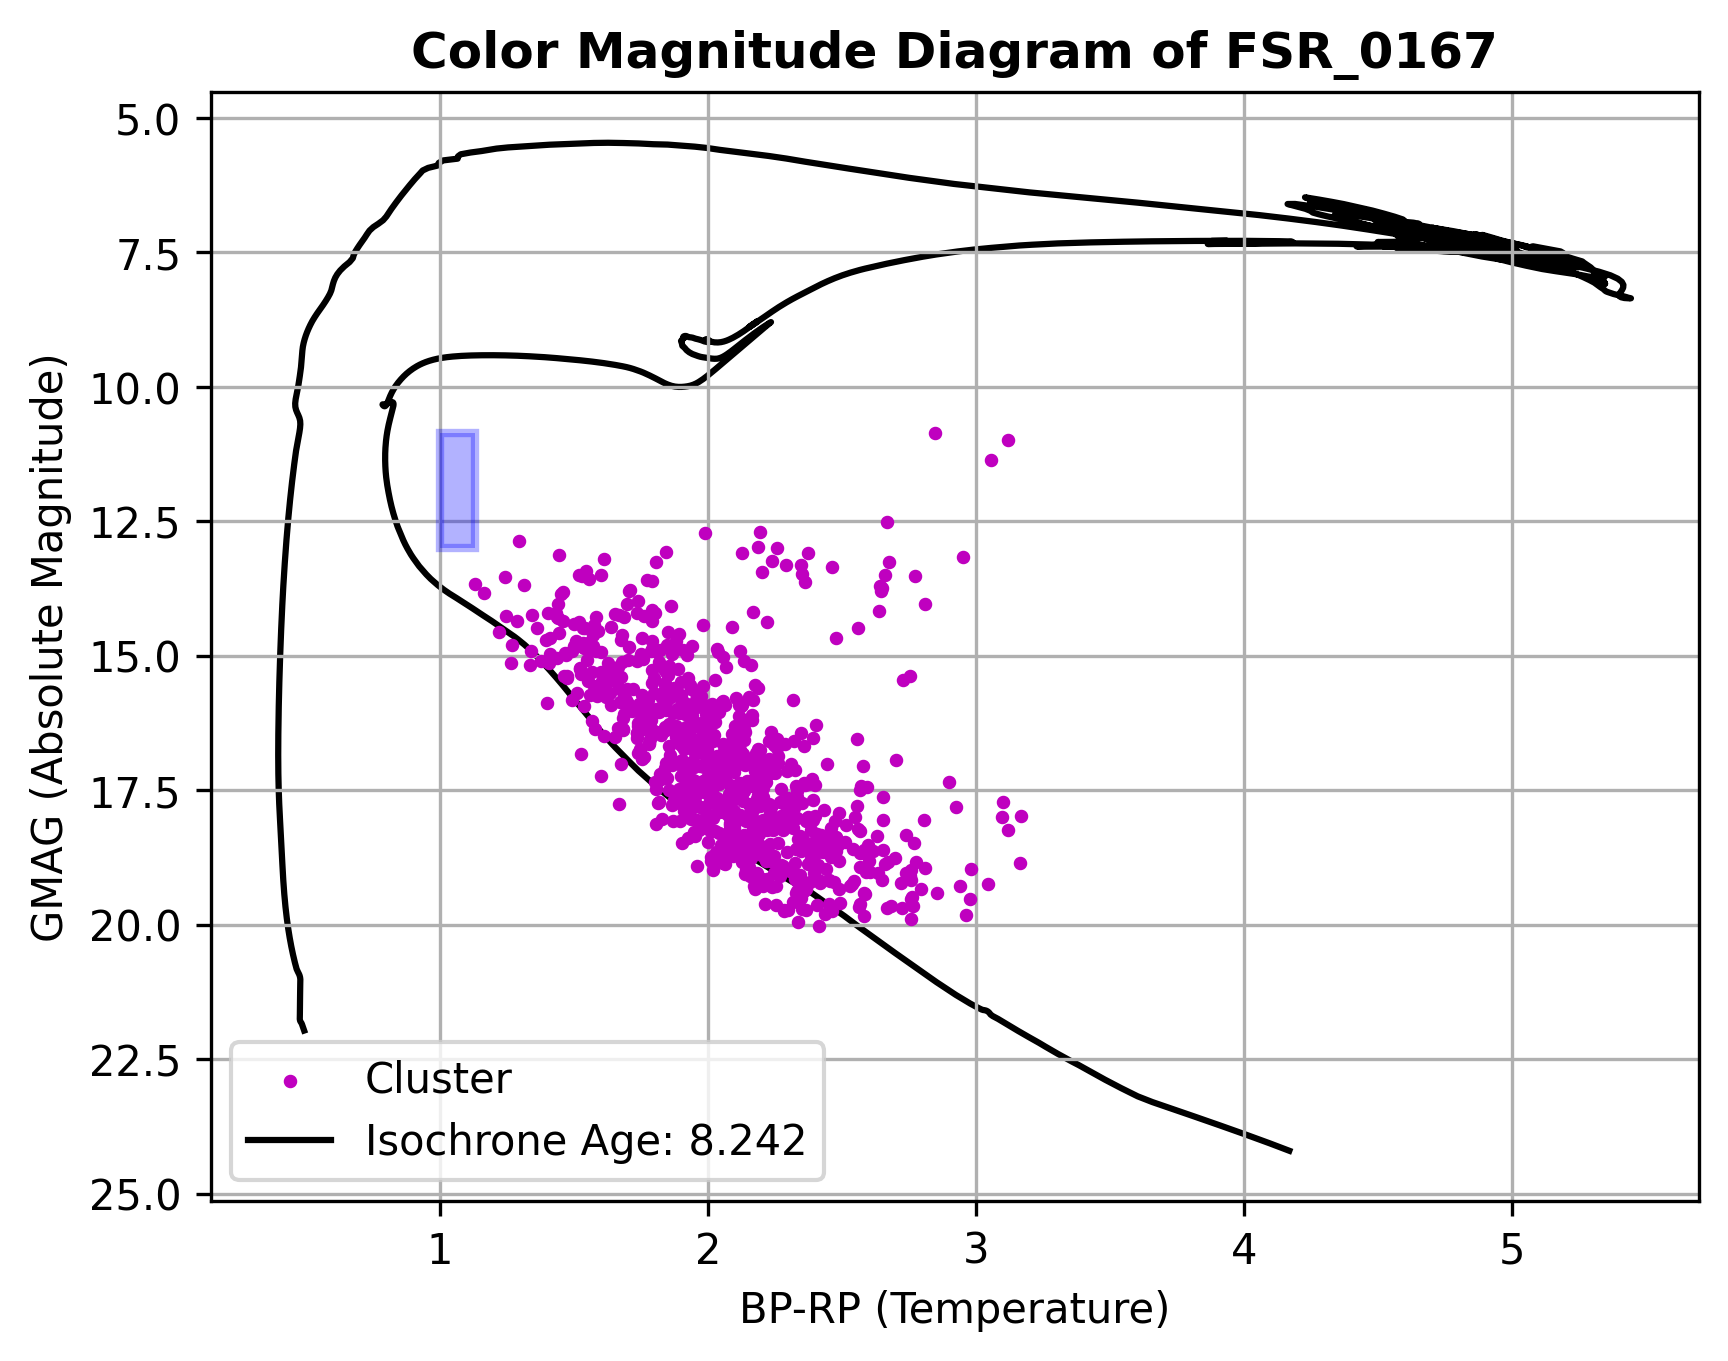 Color Magnitude Diagram of FSR_0167
GMAG (Absolute Magnitude)
5.0
7.5
10.0
12.5
15.0
17.5
20.0
22.5
25.0
Cluster
Isochrone Age: 8.242
1 2 3 4 5
BP-RP (Temperature)